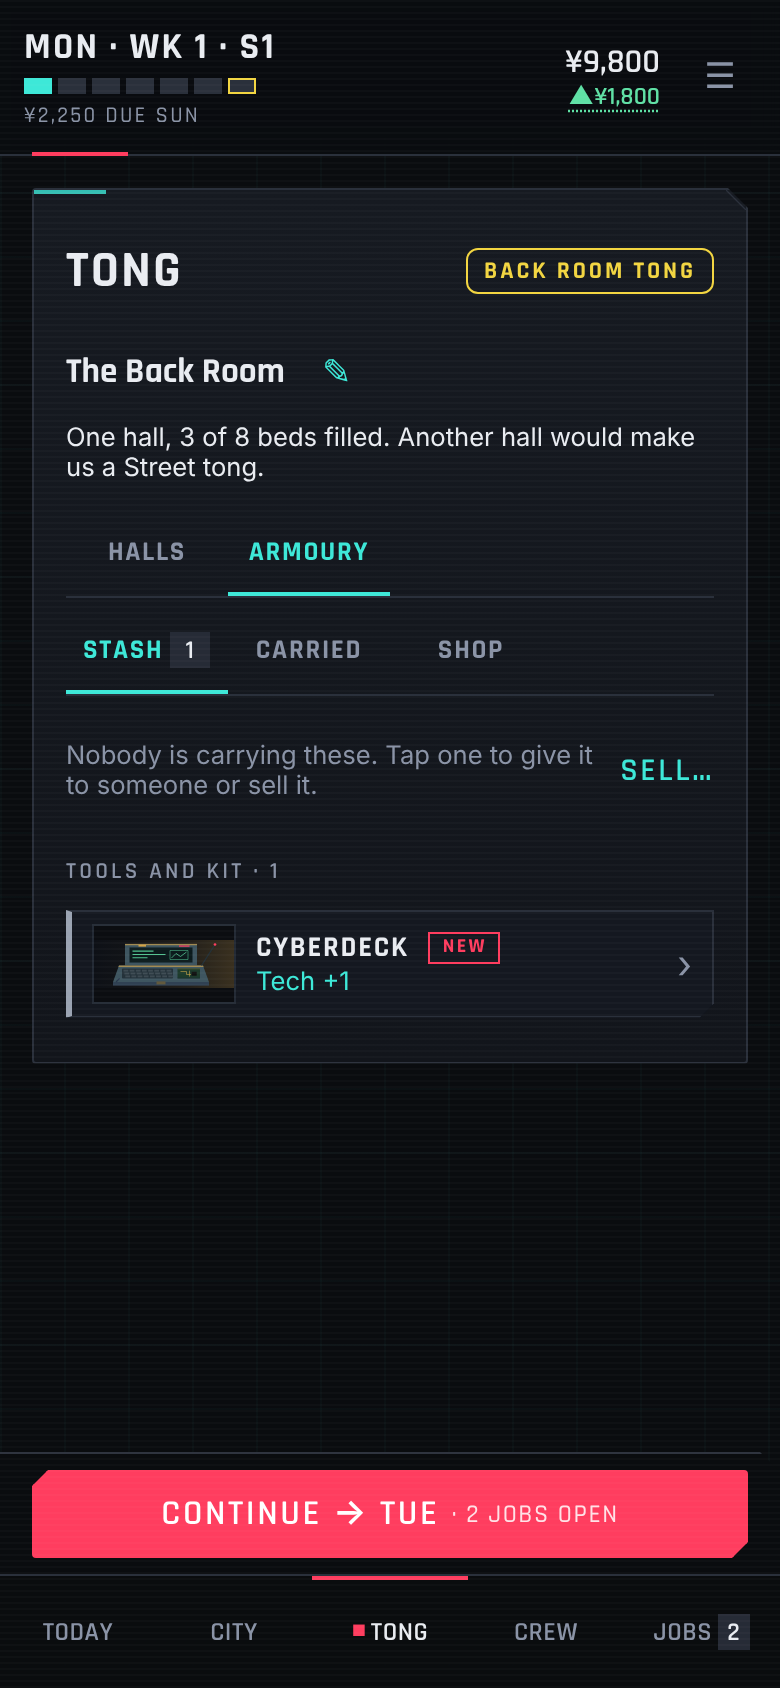 MON · WK 1 · S1
¥2,250 DUE SUN
¥9,800
▲¥1,800
TONG
BACK ROOM TONG
The Back Room
One hall, 3 of 8 beds filled. Another hall would make
us a Street tong.
HALLS
ARMOURY
STASH 1
CARRIED
SHOP
Nobody is carrying these. Tap one to give it
to someone or sell it.
SELL…
TOOLS AND KIT · 1
CYBERDECK
NEW
Tech +1
CONTINUE → TUE · 2 JOBS OPEN
TODAY
CITY
TONG
CREW
JOBS 2